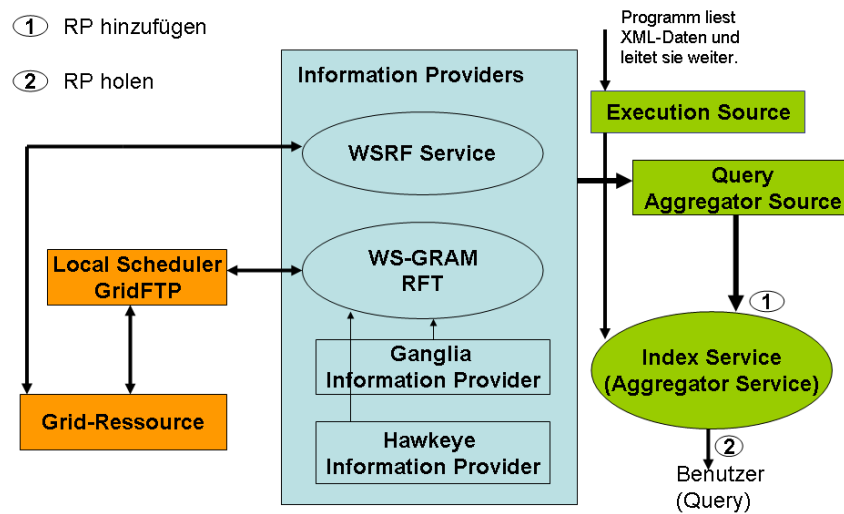 1 RP hinzufügen
2 RP holen
Programm liest
XML-Daten und
leitet sie weiter.
Information Providers
Execution Source
WSRF Service
Query
Aggregator Source
Local Scheduler
GridFTP
WS-GRAM
RFT
1
Ganglia
Information Provider
Index Service
(Aggregator Service)
Grid-Ressource
Hawkeye
Information Provider
2
Benutzer
(Query)